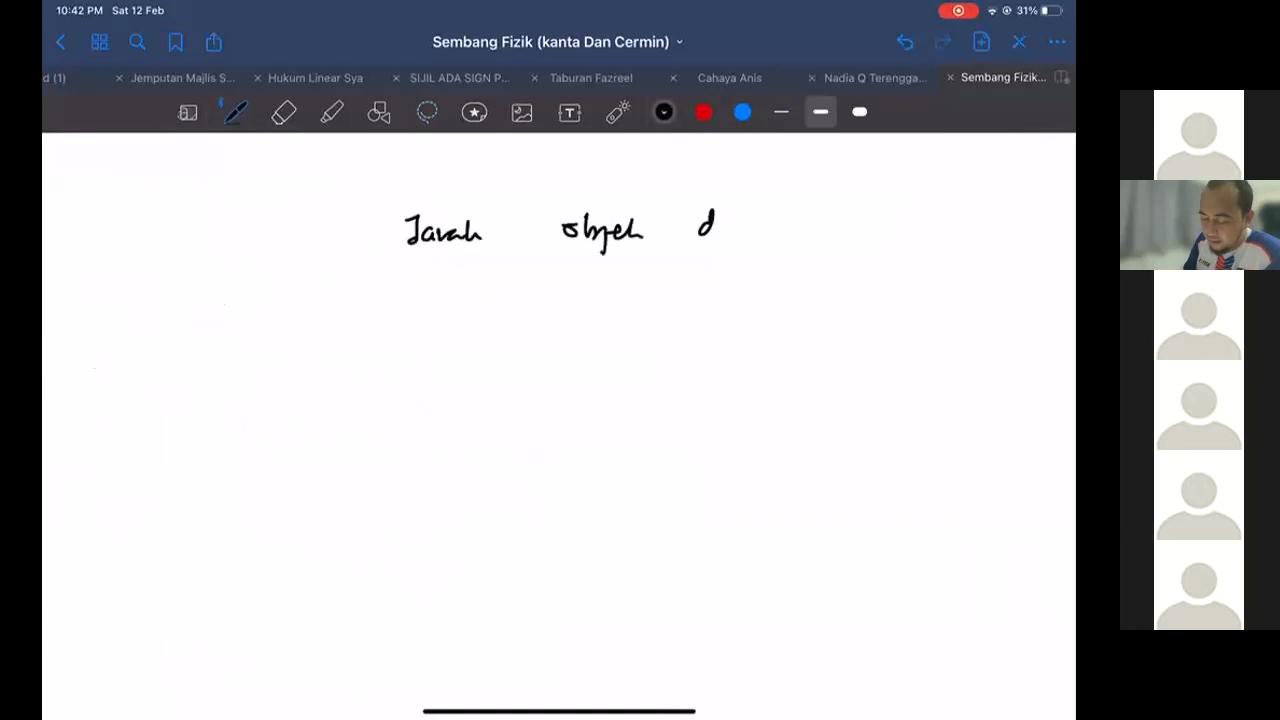 10:42 PM Sat 12 Feb
31%
Sembang Fizik (kanta Dan Cermin)
d (1)
Jemputan Majlis S...
Hukum Linear Sya
SIJIL ADA SIGN P...
Taburan Fazreel
Cahaya Anis
Nadia Q Terengga...
Sembang Fizik...
T
Jarak objek d